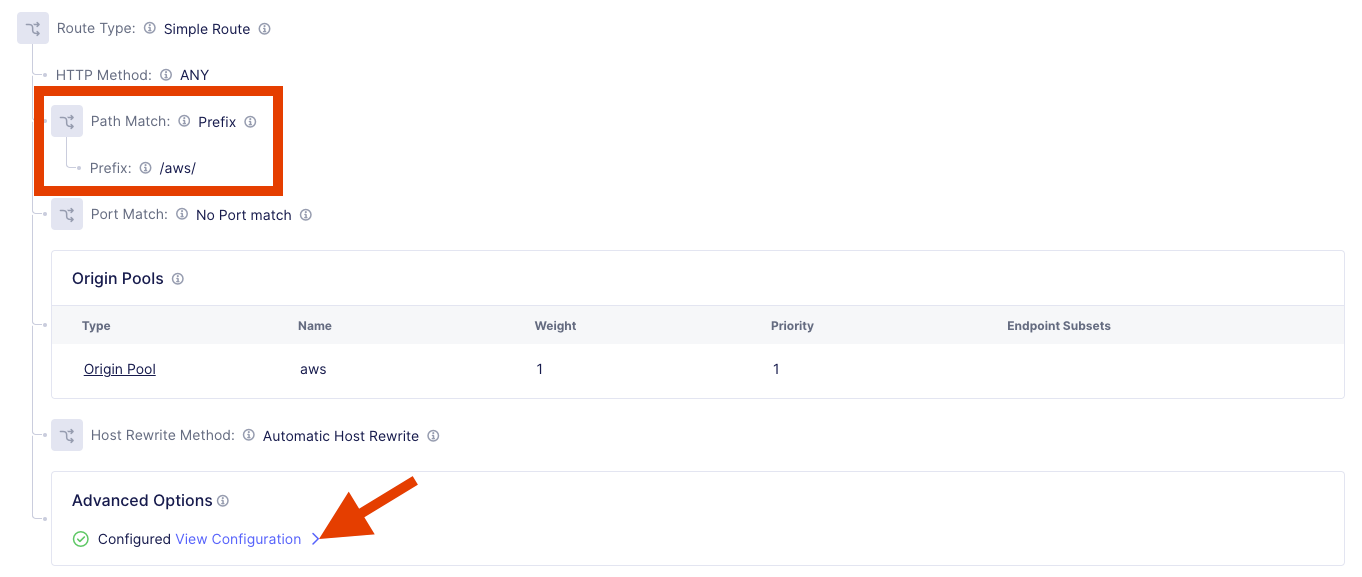 Route Type: Simple Route
HTTP Method: ANY
Path Match: Prefix
Prefix: /aws/
Port Match: No Port match
Origin Pools
Type Name Weight Priority Endpoint Subsets
Origin Pool aws 1 1
Host Rewrite Method: Automatic Host Rewrite
Advanced Options
Configured View Configuration